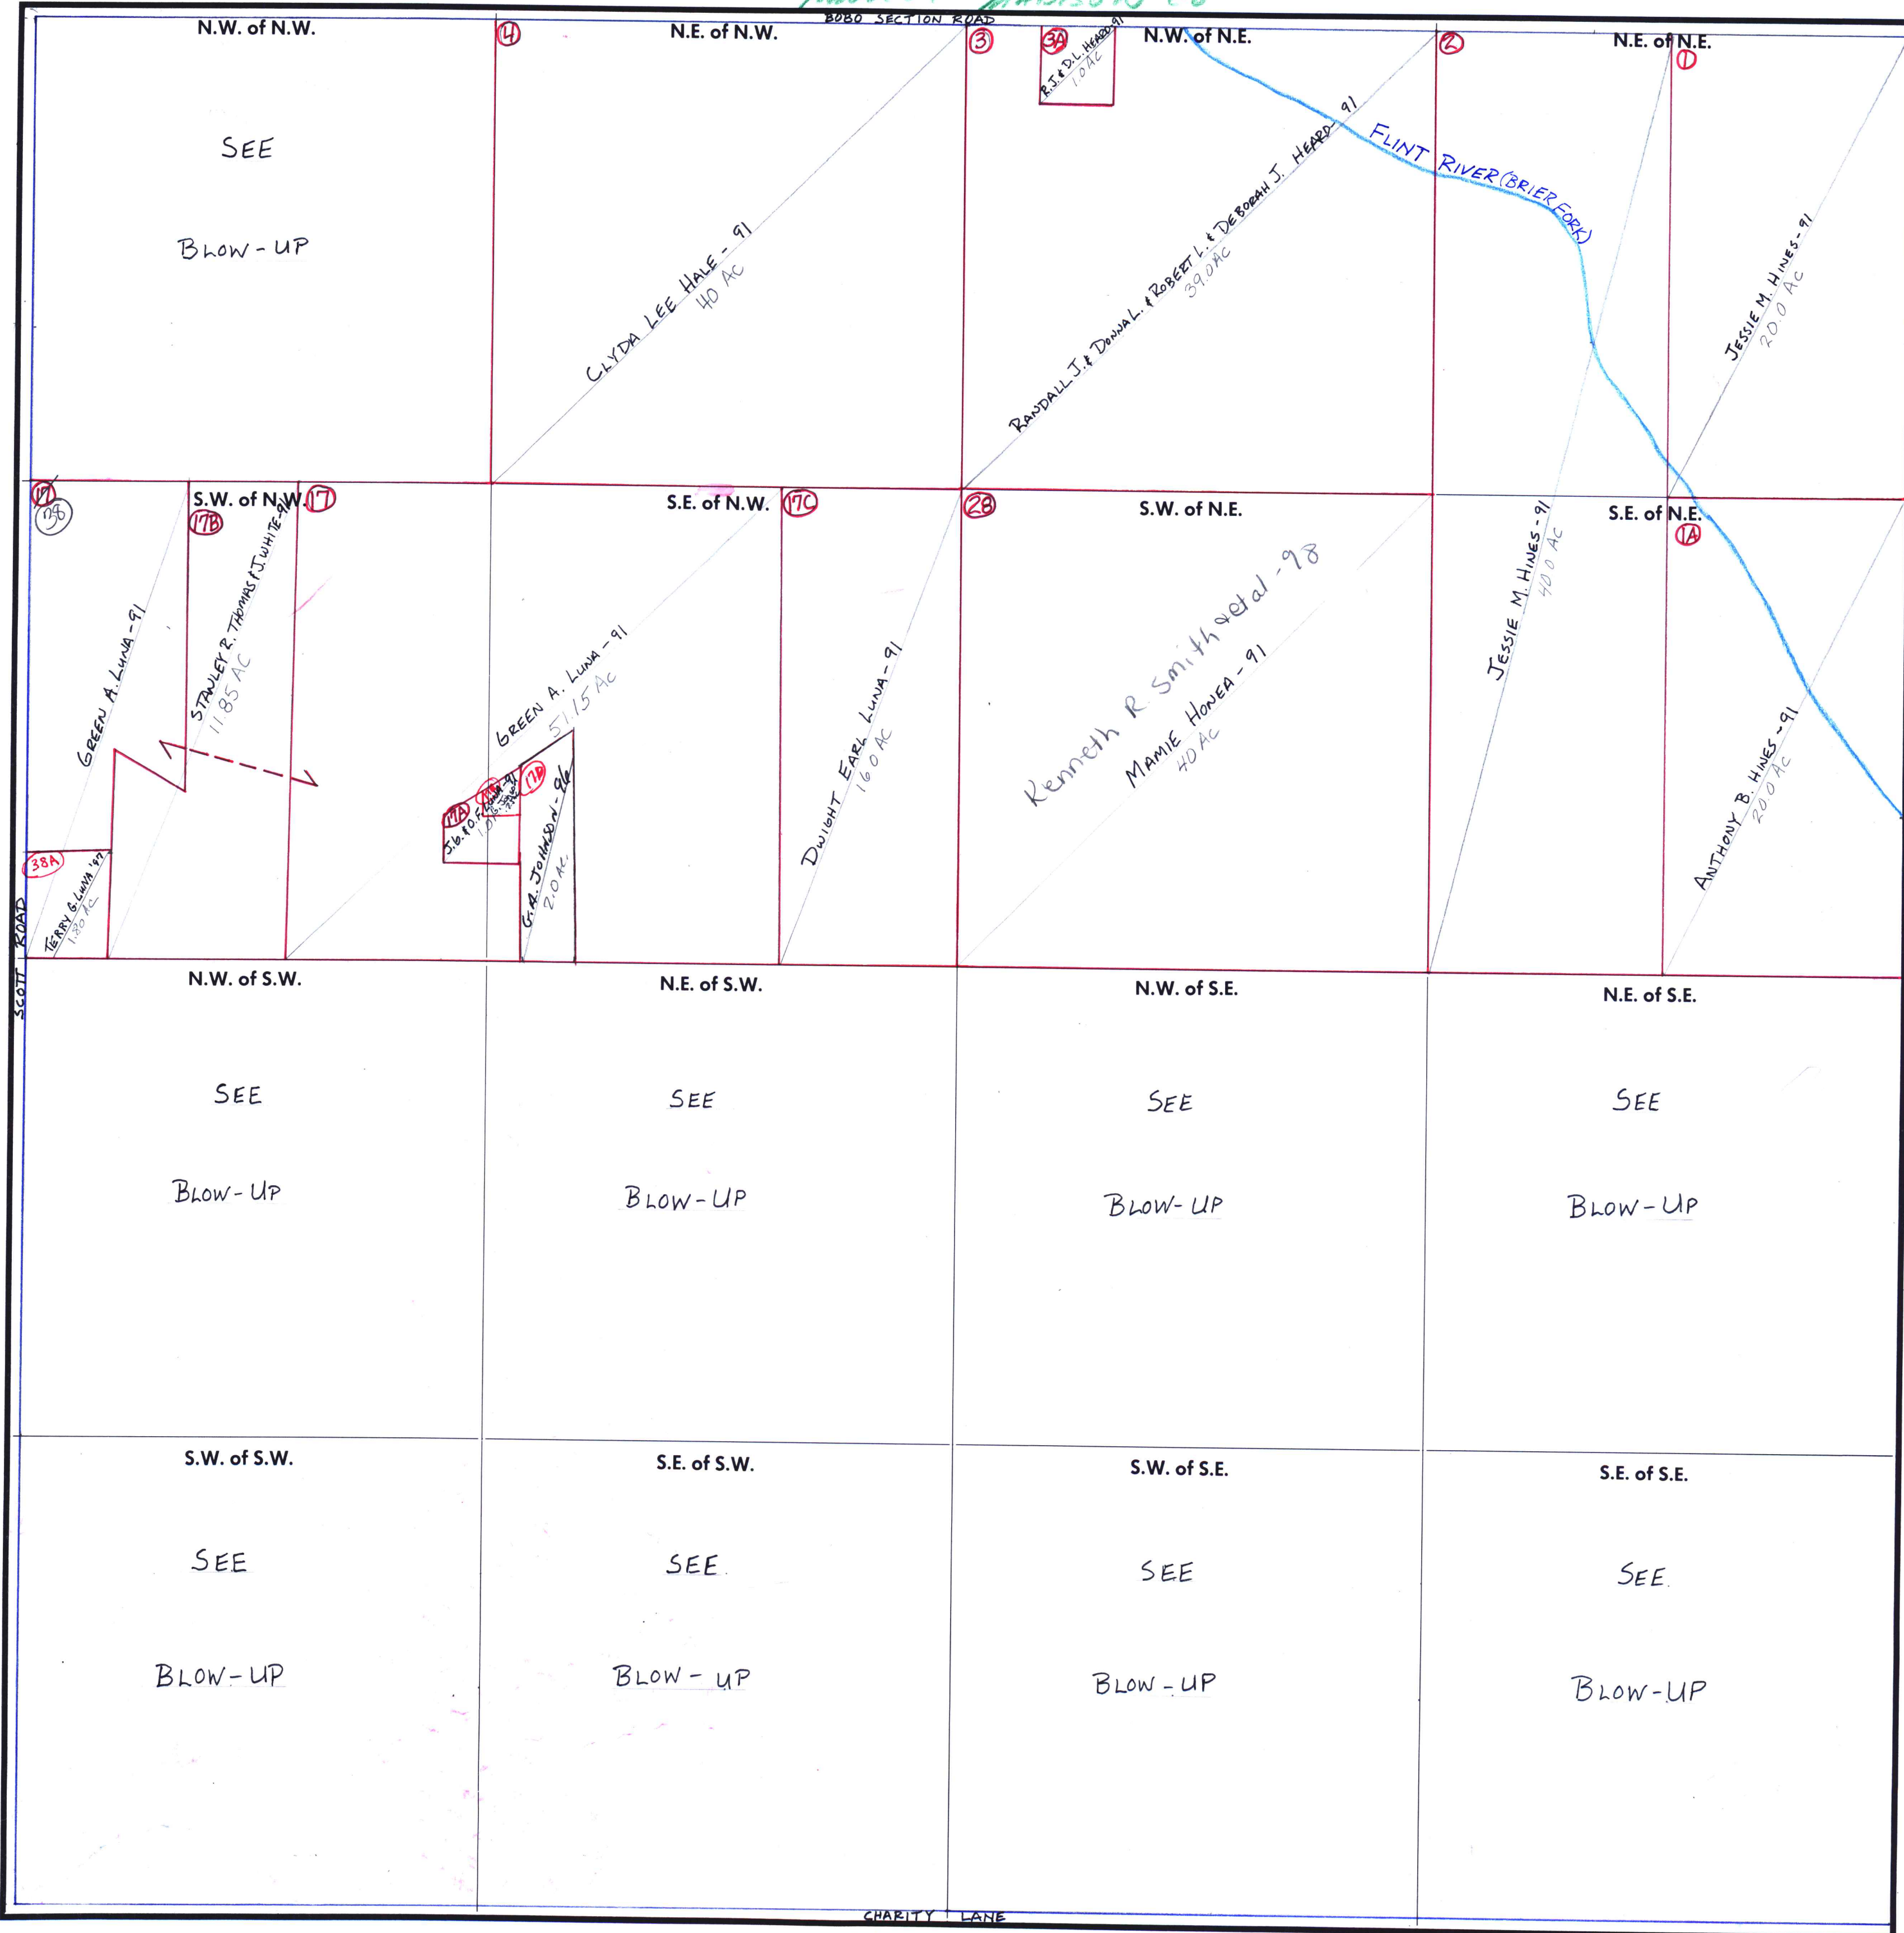 BOBO SECTION ROAD
N.W. of N.W.
SEE
BLOW-UP
4
N.E. of N.W.
CLYDA LEE HALE - 91
40 AC
3
3A
R.J. & D.L. HEARD-91
1.0 AC
N.W. of N.E.
RANDALL J. & DONNA L. & ROBERT L. & DEBORAH J. HEARD-91
39.0 AC
FLINT RIVER (BRIER FORK)
2
N.E. of N.E.
1
JESSIE M. HINES-91
20.0 AC
17
38
S.W. of N.W.
17
17B
GREEN A. LUNA-91
STANLEY R. THOMAS & J. WHITE-91
11.85 AC
38A
TERRY G. LUNA '97
1.80 AC
SCOTT ROAD
S.E. of N.W.
17C
GREEN A. LUNA-91
51.15 AC
17A
17D
G.A. JOHNSON-96
2.0 AC.
DWIGHT EARL LUNA-91
16.0 AC
2B
S.W. of N.E.
Kenneth R. Smith & etal - 98
MAMIE HONEA-91
40 AC
JESSIE M. HINES-91
40.0 AC
S.E. of N.E.
1A
ANTHONY B. HINES-91
20.0 AC
N.W. of S.W.
SEE
BLOW-UP
N.E. of S.W.
SEE
BLOW-UP
N.W. of S.E.
SEE
BLOW-UP
N.E. of S.E.
SEE
BLOW-UP
S.W. of S.W.
SEE
BLOW-UP
S.E. of S.W.
SEE
BLOW-UP
S.W. of S.E.
SEE
BLOW-UP
S.E. of S.E.
SEE
BLOW-UP
CHARITY LANE